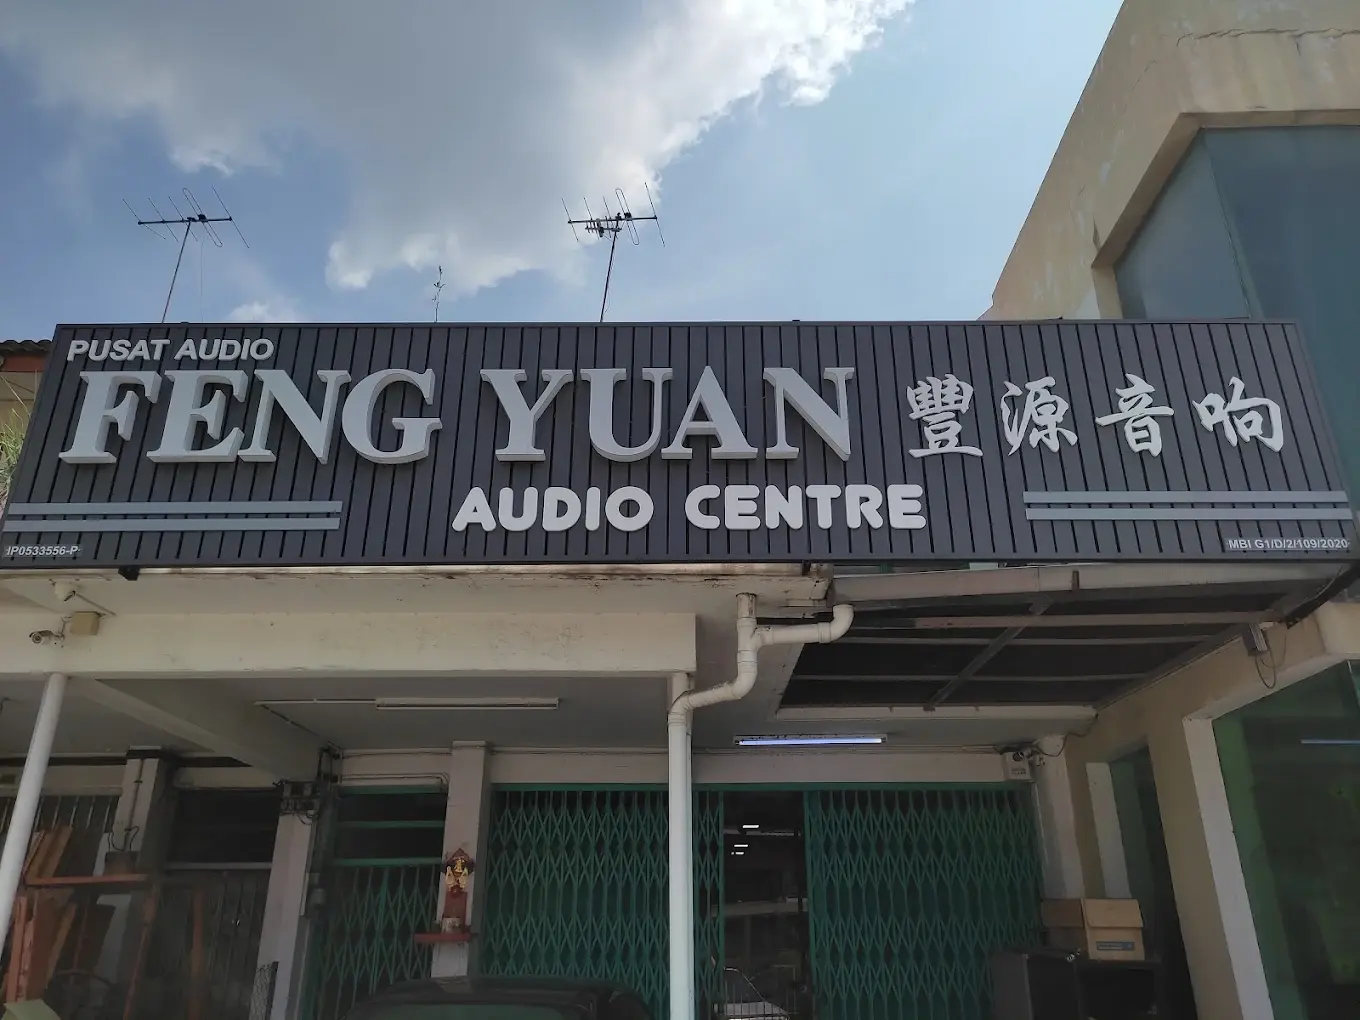 PUSAT AUDIO
FENG YUAN 豐源音响
AUDIO CENTRE
IP0533556-P
MBI G1/D/2/109/2020